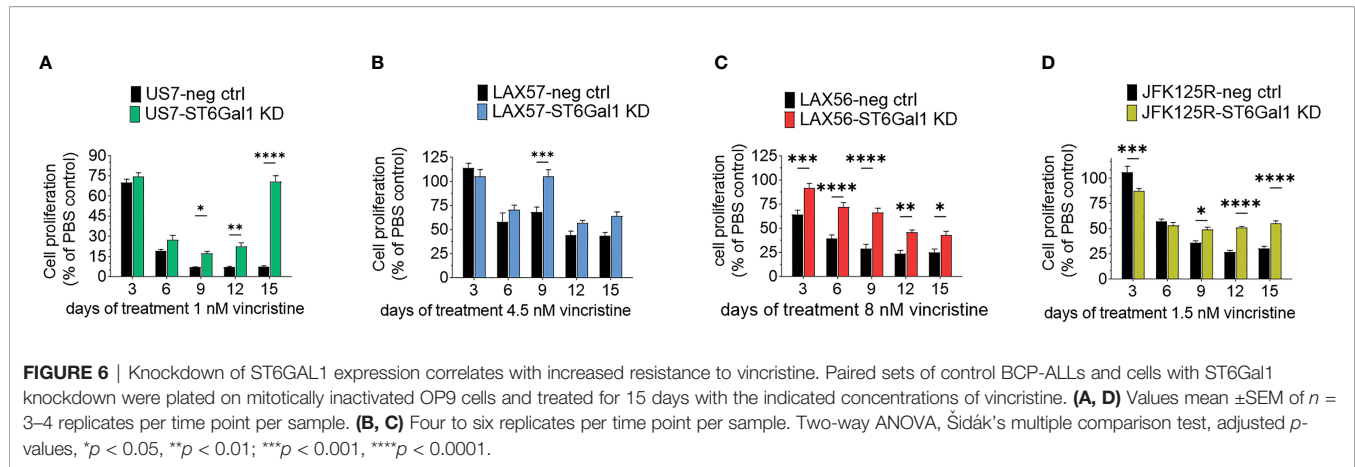 A
US7-neg ctrl
US7-ST6Gal1 KD
Cell proliferation
(% of PBS control)
90
75
60
45
30
15
0
*
**
****
3 6 9 12 15
days of treatment 1 nM vincristine
B
LAX57-neg ctrl
LAX57-ST6Gal1 KD
Cell proliferation
(% of PBS control)
125
100
75
50
25
0
***
3 6 9 12 15
days of treatment 4.5 nM vincristine
C
LAX56-neg ctrl
LAX56-ST6Gal1 KD
Cell proliferation
(% of PBS control)
125
100
75
50
25
0
***
****
****
**
*
3 6 9 12 15
days of treatment 8 nM vincristine
D
JFK125R-neg ctrl
JFK125R-ST6Gal1 KD
Cell proliferation
(% of PBS control)
125
100
75
50
25
0
***
*
****
****
3 6 9 12 15
days of treatment 1.5 nM vincristine
FIGURE 6 | Knockdown of ST6GAL1 expression correlates with increased resistance to vincristine. Paired sets of control BCP-ALLs and cells with ST6Gal1
knockdown were plated on mitotically inactivated OP9 cells and treated for 15 days with the indicated concentrations of vincristine. (A, D) Values mean ±SEM of n =
3–4 replicates per time point per sample. (B, C) Four to six replicates per time point per sample. Two-way ANOVA, Šidák's multiple comparison test, adjusted p-
values, *p < 0.05, **p < 0.01; ***p < 0.001, ****p < 0.0001.